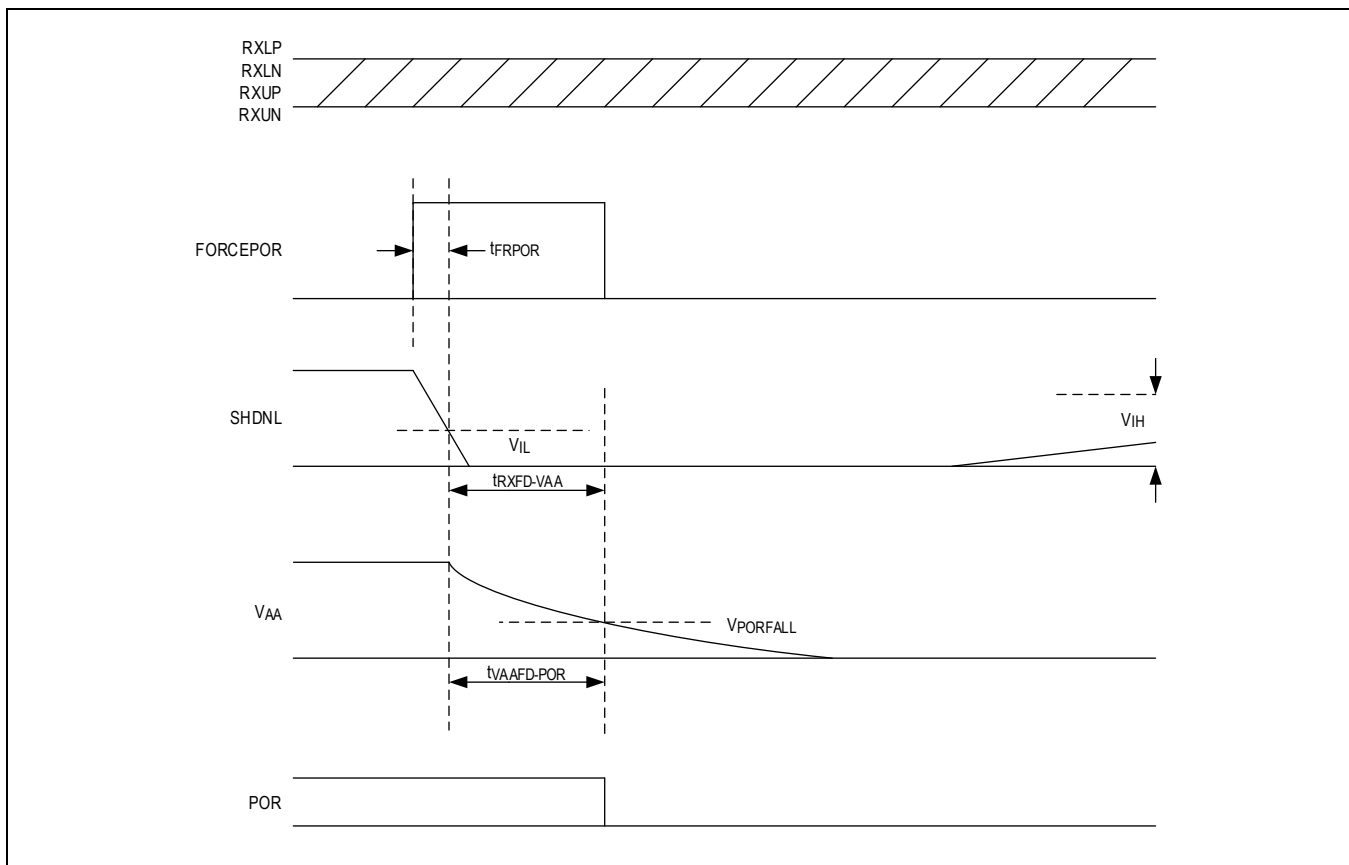 RXLP
RXLN
RXUP
RXUN
FORCEPOR
tFRPOR
SHDNL
VIL
VIH
tRXFD-VAA
VAA
VPORFALL
tVAAFD-POR
POR